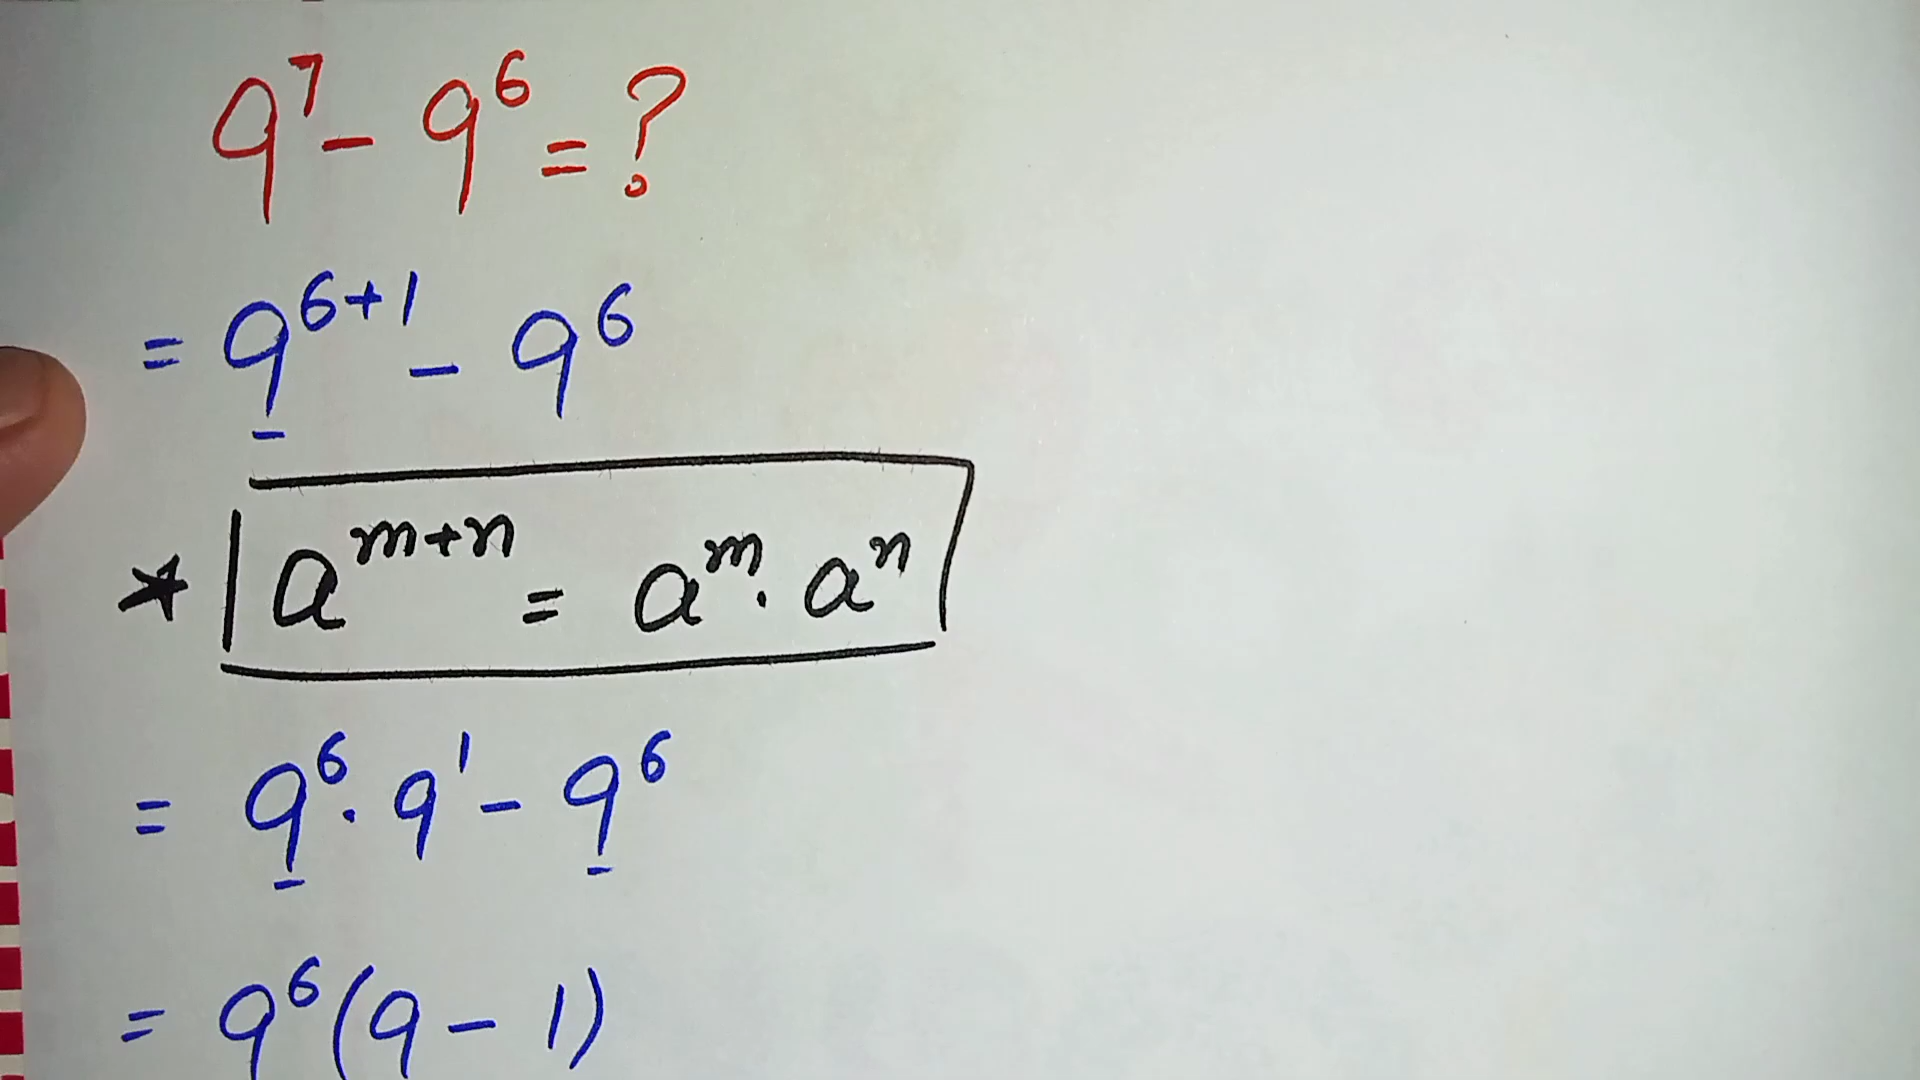 9⁷ - 9⁶ = ?
= 9⁶⁺¹ - 9⁶
* aᵐ⁺ⁿ = aᵐ · aⁿ
= 9⁶ · 9¹ - 9⁶
= 9⁶(9 - 1)